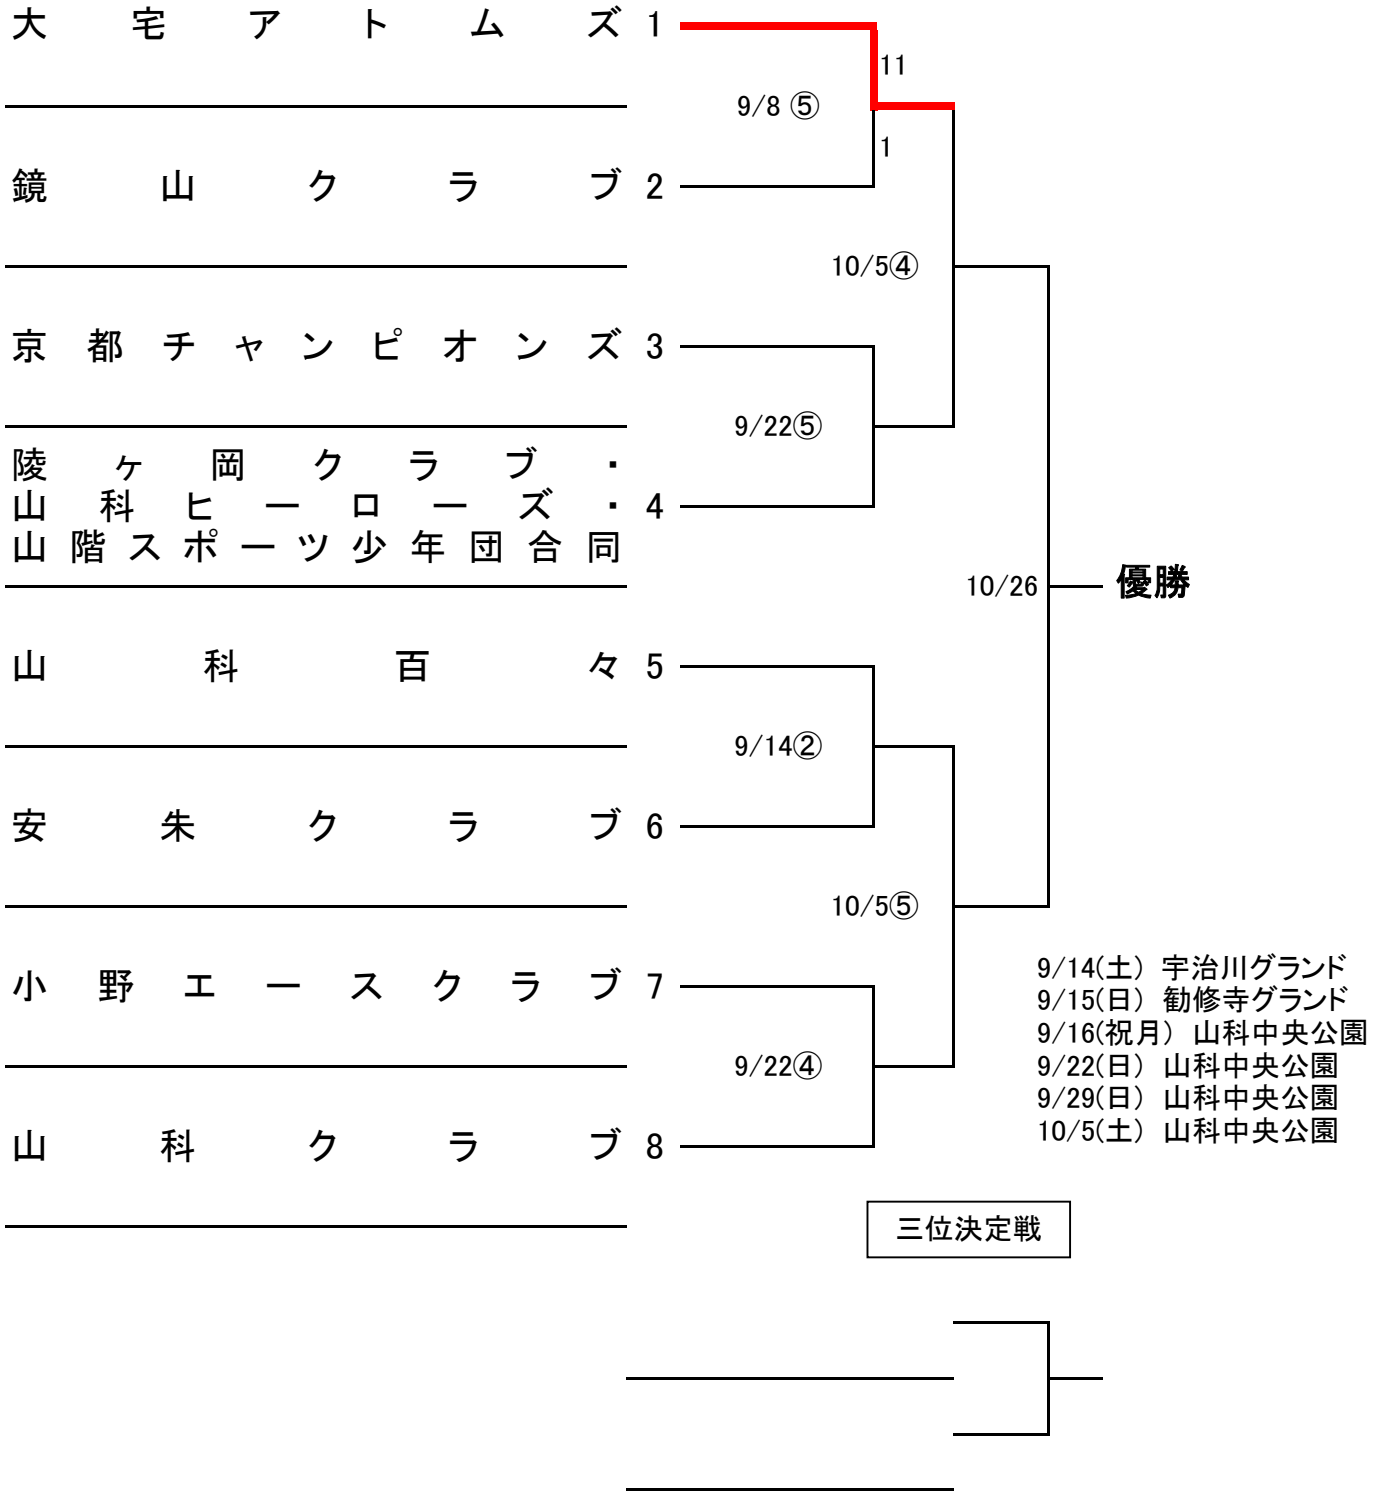 大宅アトムズ 1
11
9/8 ⑤
1
鏡山クラブ 2
10/5④
京都チャンピオンズ 3
9/22⑤
陵ヶ岡クラブ・
山科ヒーローズ・ 4
山階スポーツ少年団合同
10/26 優勝
山科百々 5
9/14②
安朱クラブ 6
10/5⑤
小野エースクラブ 7
9/22④
山科クラブ 8
9/14(土) 宇治川グランド
9/15(日) 勧修寺グランド
9/16(祝月) 山科中央公園
9/22(日) 山科中央公園
9/29(日) 山科中央公園
10/5(土) 山科中央公園
三位決定戦